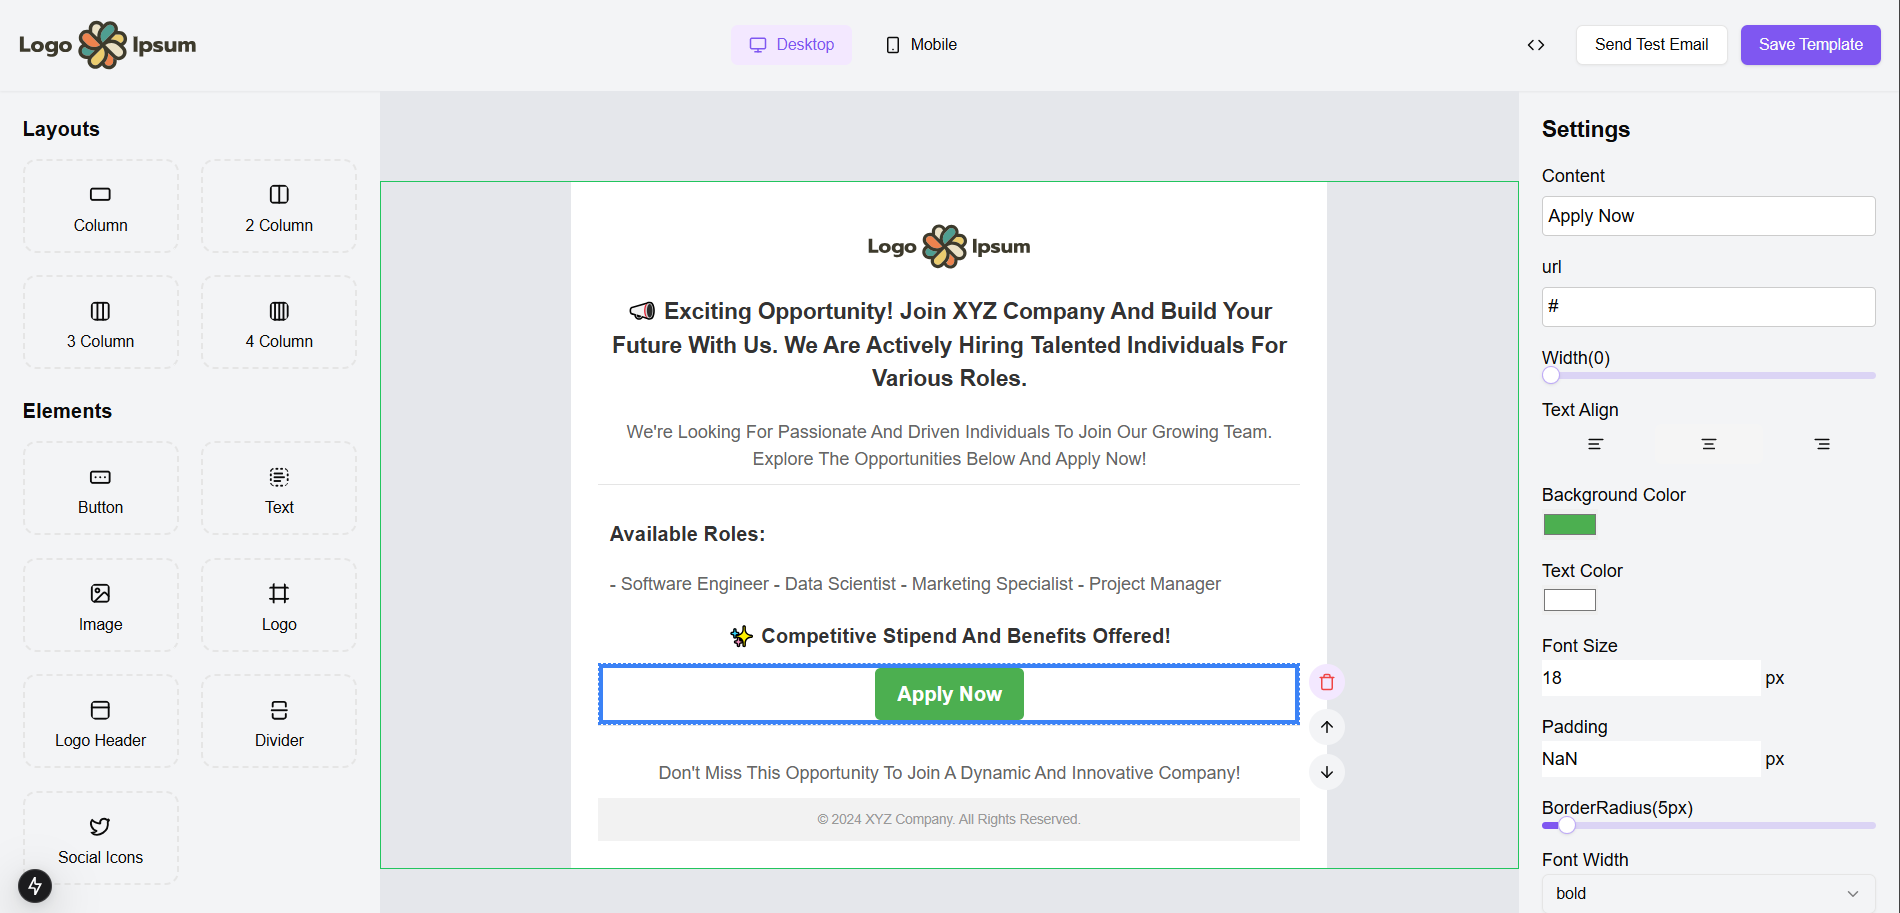 Logo Ipsum
Desktop
Mobile
Send Test Email
Save Template
Layouts
Column
2 Column
3 Column
4 Column
Elements
Button
Text
Image
Logo
Logo Header
Divider
Social Icons
Logo Ipsum
📣 Exciting Opportunity! Join XYZ Company And Build Your
Future With Us. We Are Actively Hiring Talented Individuals For
Various Roles.
We're Looking For Passionate And Driven Individuals To Join Our Growing Team.
Explore The Opportunities Below And Apply Now!
Available Roles:
- Software Engineer - Data Scientist - Marketing Specialist - Project Manager
✨ Competitive Stipend And Benefits Offered!
Apply Now
Don't Miss This Opportunity To Join A Dynamic And Innovative Company!
© 2024 XYZ Company. All Rights Reserved.
Settings
Content
Apply Now
url
#
Width(0)
Text Align
Background Color
Text Color
Font Size
18 px
Padding
NaN px
BorderRadius(5px)
Font Width
bold